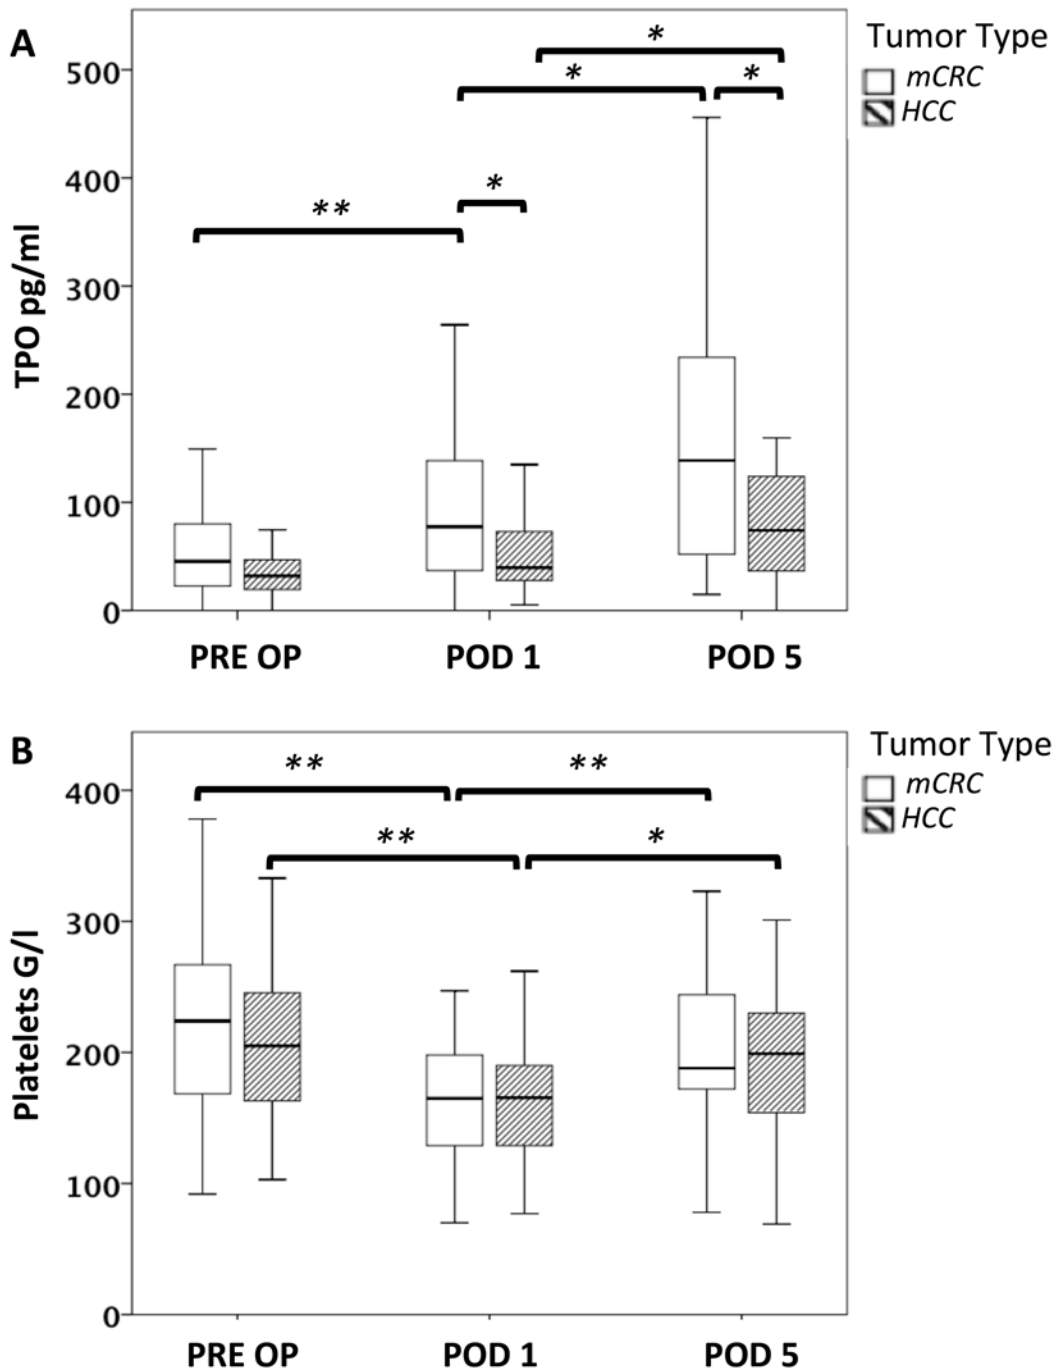 A
Tumor Type
mCRC
HCC
TPO pg/ml
500
400
300
200
100
0
*
*
*
*
**
PRE OP
POD 1
POD 5
B
Tumor Type
mCRC
HCC
Platelets G/l
400
300
200
100
0
**
**
**
*
PRE OP
POD 1
POD 5